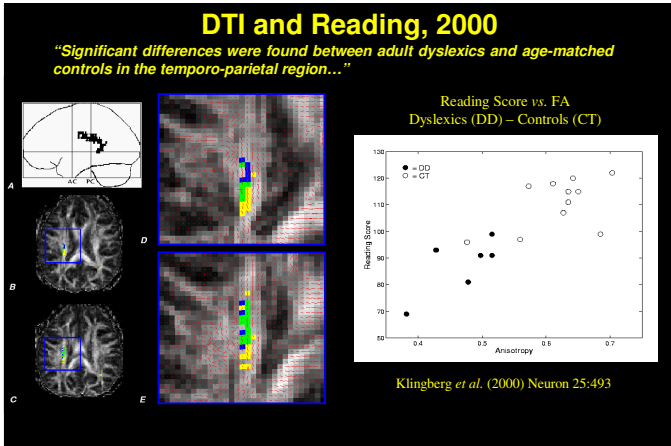 DTI and Reading, 2000
“Significant differences were found between adult dyslexics and age-matched
controls in the temporo-parietal region…”
A
AC PC
B
C
D
E
Reading Score vs. FA
Dyslexics (DD) – Controls (CT)
● = DD
○ = CT
Reading Score
130
120
110
100
90
80
70
60
0.4 0.5 0.6 0.7
Anisotropy
Klingberg et al. (2000) Neuron 25:493